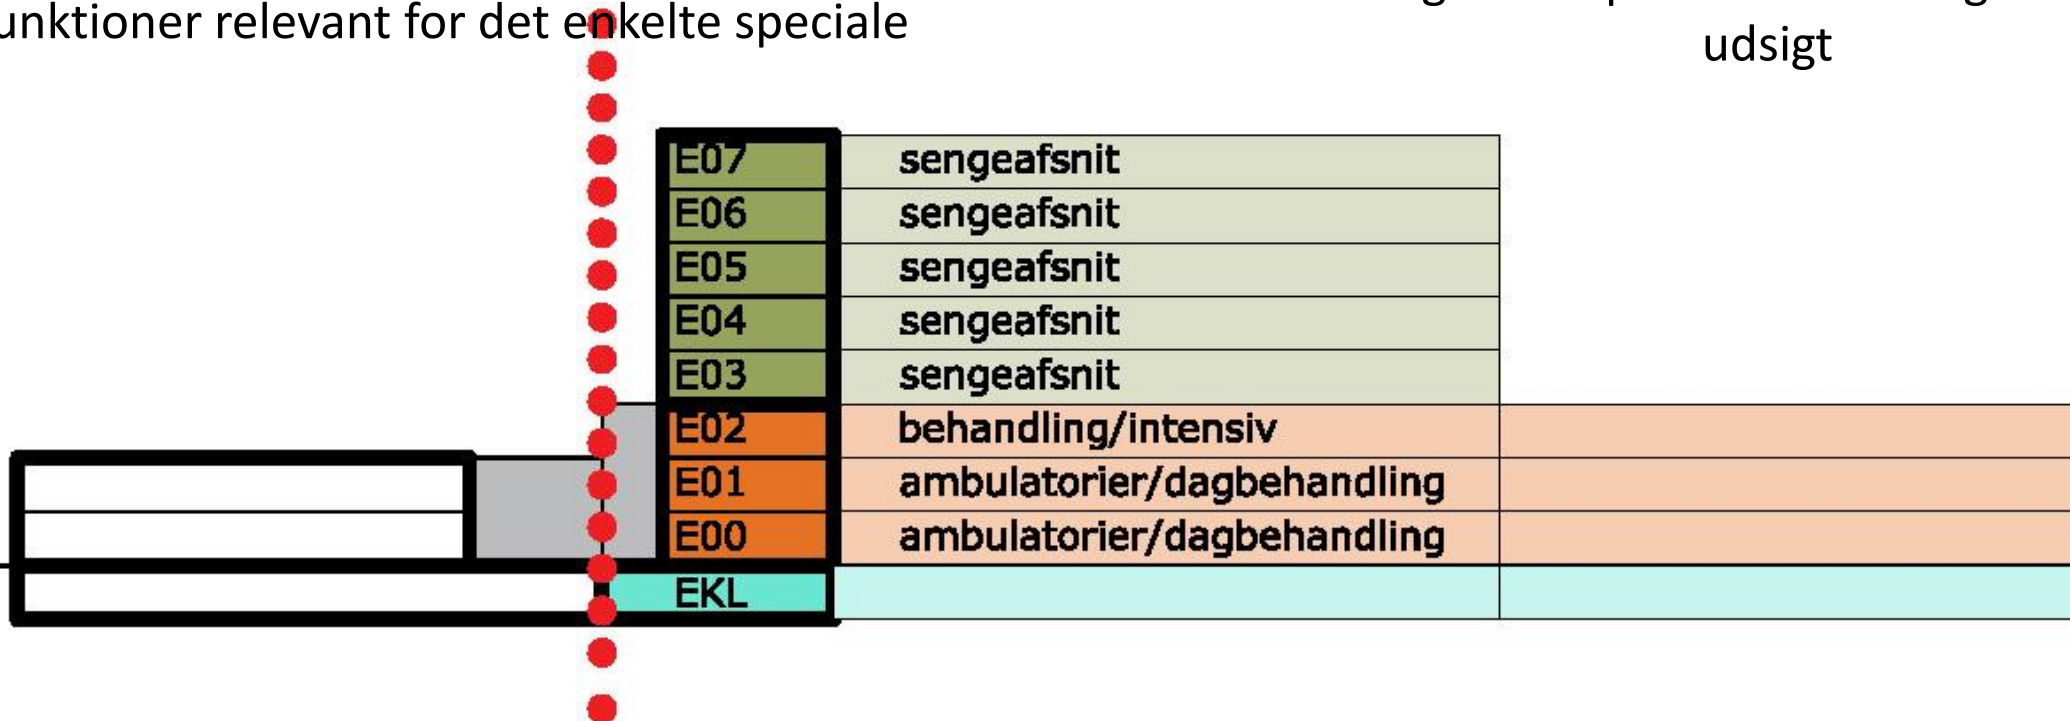 unktioner relevant for det enkelte speciale
udsigt
E07 sengeafsnit
E06 sengeafsnit
E05 sengeafsnit
E04 sengeafsnit
E03 sengeafsnit
E02 behandling/intensiv
E01 ambulatorier/dagbehandling
E00 ambulatorier/dagbehandling
EKL